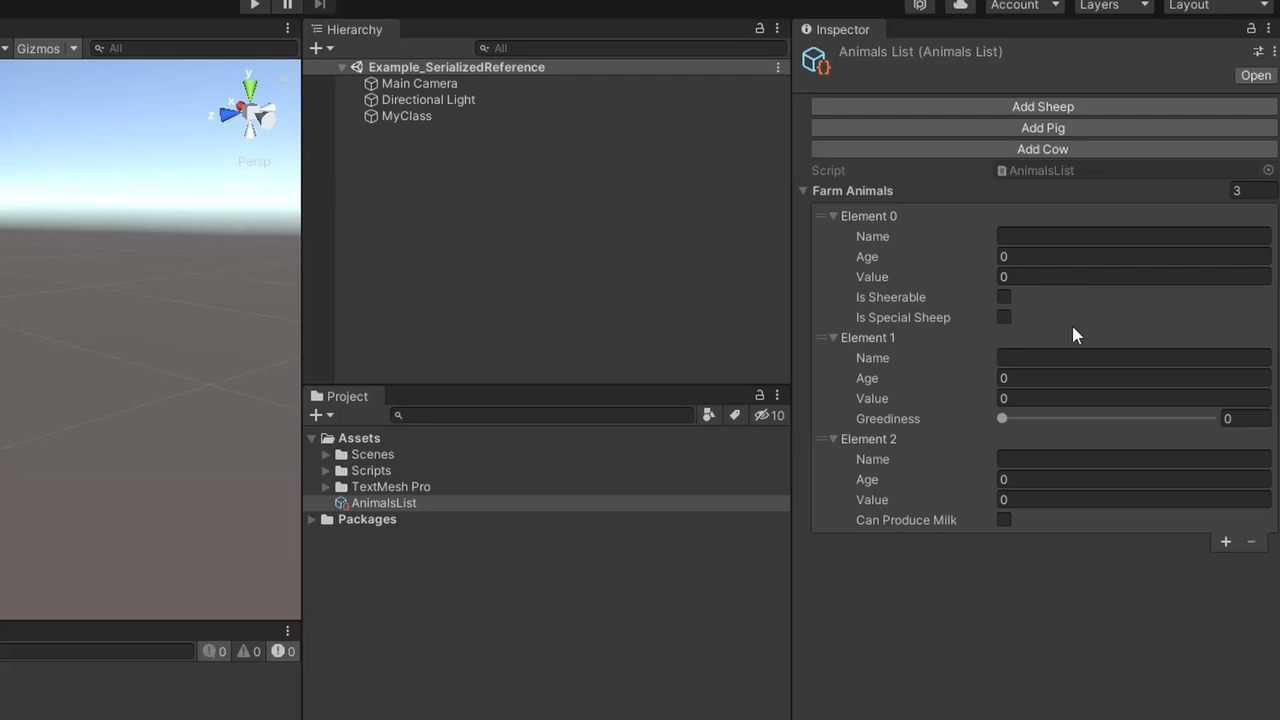 Account
Layers
Layout
Gizmos
All
y
x
z
Persp
0
0
0
Hierarchy
All
Example_SerializedReference
Main Camera
Directional Light
MyClass
Project
10
Assets
Scenes
Scripts
TextMesh Pro
AnimalsList
Packages
Inspector
Animals List (Animals List)
Open
Add Sheep
Add Pig
Add Cow
Script AnimalsList
Farm Animals 3
Element 0
Name
Age 0
Value 0
Is Sheerable
Is Special Sheep
Element 1
Name
Age 0
Value 0
Greediness 0
Element 2
Name
Age 0
Value 0
Can Produce Milk